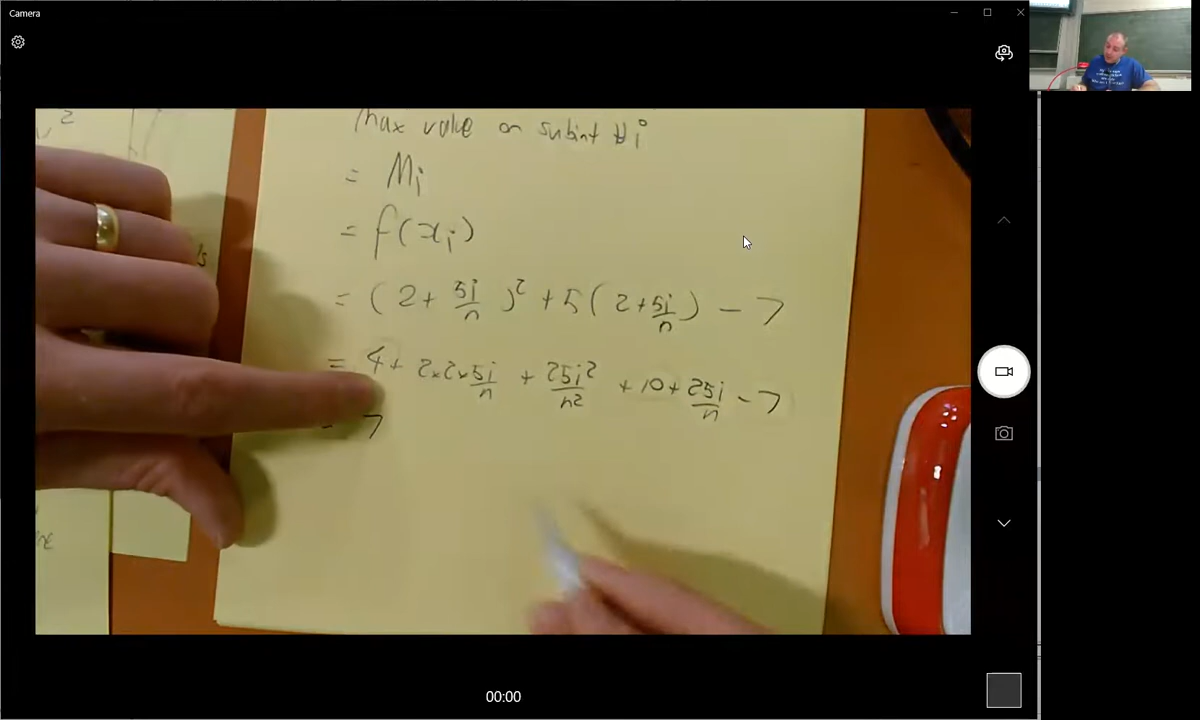 Camera
Max value on subint #i
= Mi
= f(xi)
= (2 + 5i/n)² + 5(2 + 5i/n) - 7
= 4 + 2×2×5i/n + 25i²/n² + 10 + 25i/n - 7
= 7
00:00